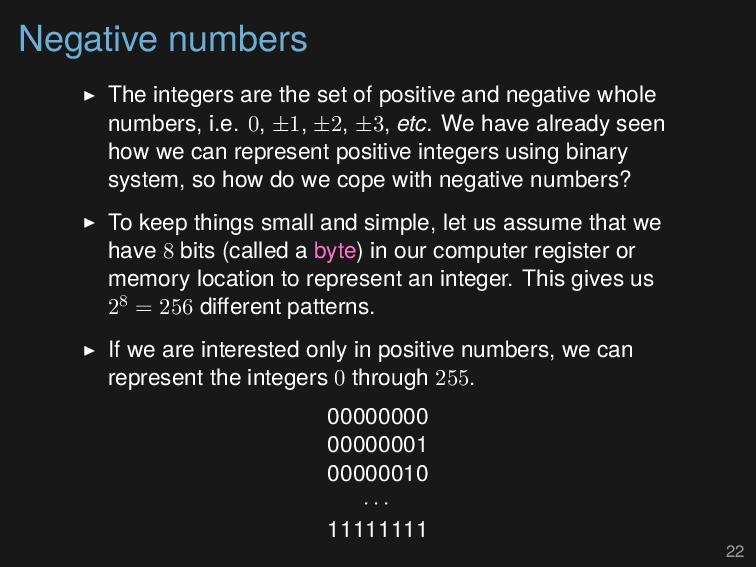 Negative numbers
▶ The integers are the set of positive and negative whole
numbers, i.e. 0, ±1, ±2, ±3, etc. We have already seen
how we can represent positive integers using binary
system, so how do we cope with negative numbers?
▶ To keep things small and simple, let us assume that we
have 8 bits (called a byte) in our computer register or
memory location to represent an integer. This gives us
2⁸ = 256 different patterns.
▶ If we are interested only in positive numbers, we can
represent the integers 0 through 255.
00000000
00000001
00000010
· · ·
11111111
22